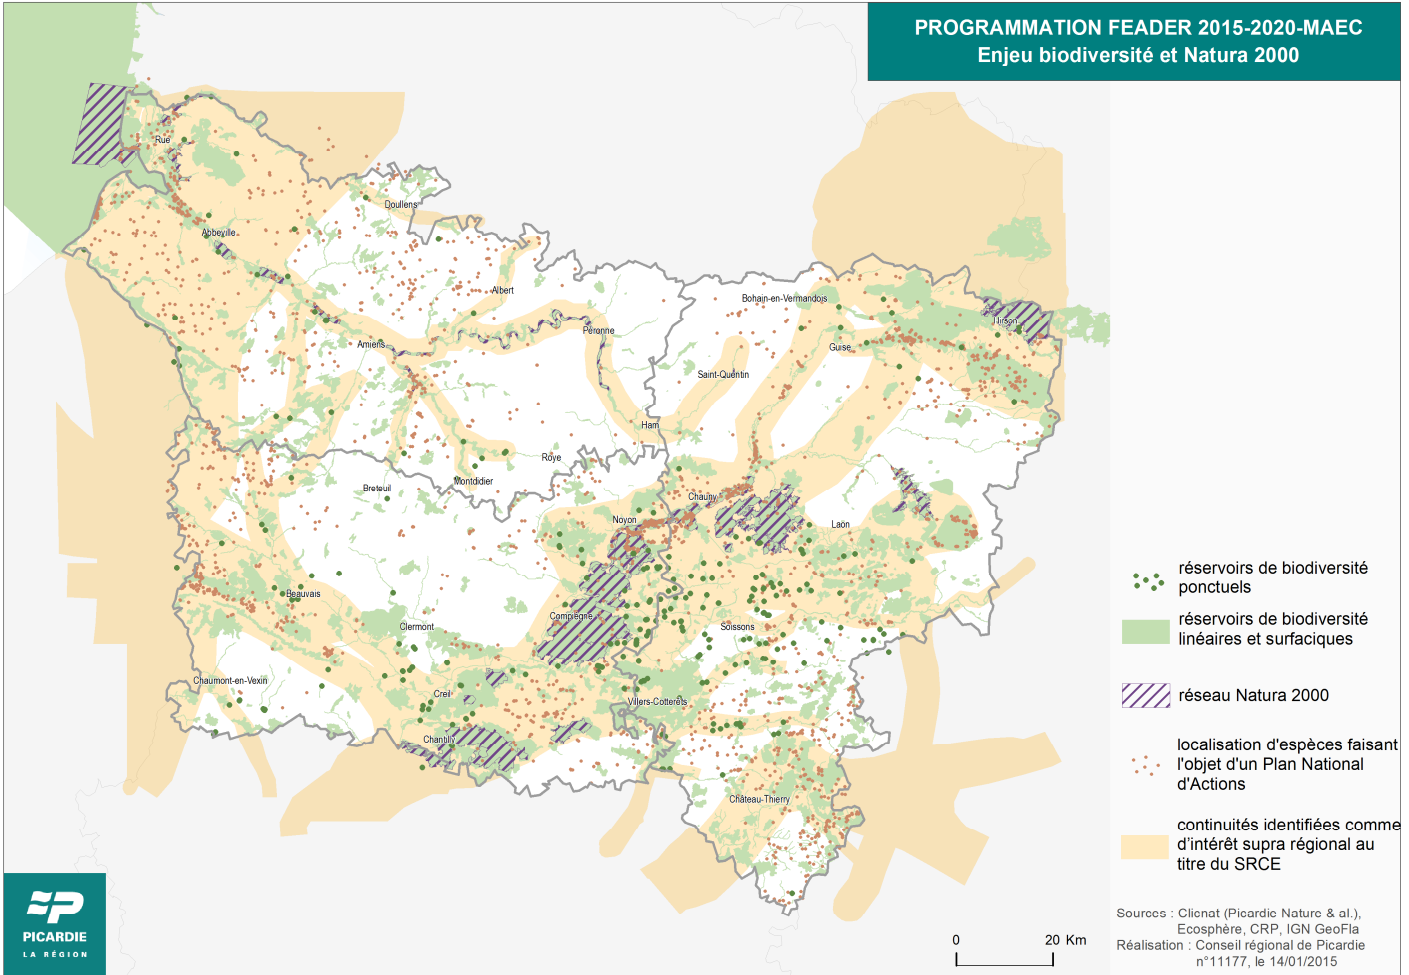 PROGRAMMATION FEADER 2015-2020-MAEC
Enjeu biodiversité et Natura 2000
Rue
Doullens
Abbeville
Albert
Bohain-en-Vermandois
Hirson
Péronne
Amiens
Guise
Saint-Quentin
Ham
Roye
Montdidier
Breteuil
Chauny
Noyon
Laon
Beauvais
Compiègne
Clermont
Soissons
Chaumont-en-Vexin
Creil
Villers-Cotterêts
Chantilly
Château-Thierry
réservoirs de biodiversité
ponctuels
réservoirs de biodiversité
linéaires et surfaciques
réseau Natura 2000
localisation d'espèces faisant
l'objet d'un Plan National
d'Actions
continuités identifiées comme
d'intérêt supra régional au
titre du SRCE
PICARDIE
LA RÉGION
0 20 Km
Sources : Clicnat (Picardie Nature & al.),
Ecosphère, CRP, IGN GeoFla
Réalisation : Conseil régional de Picardie
n°11177, le 14/01/2015